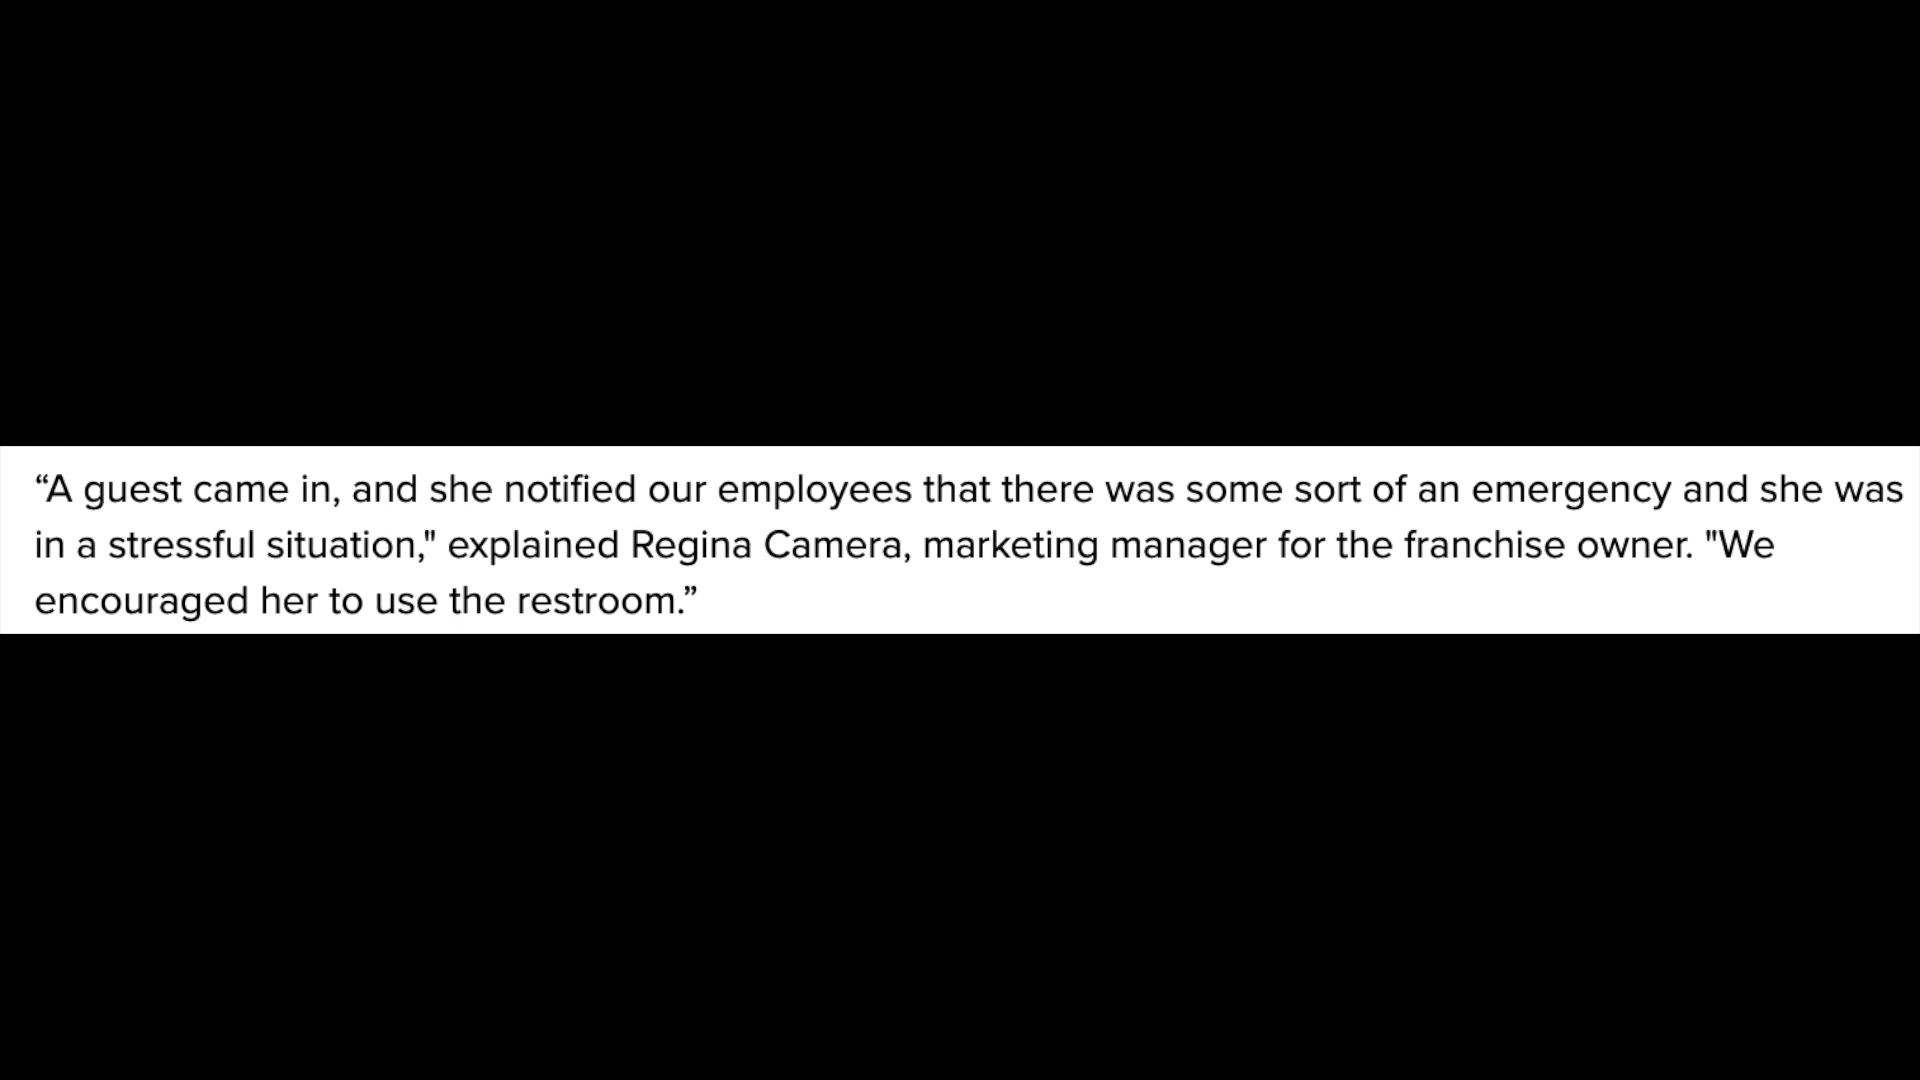 “A guest came in, and she notified our employees that there was some sort of an emergency and she was
in a stressful situation," explained Regina Camera, marketing manager for the franchise owner. "We
encouraged her to use the restroom.”